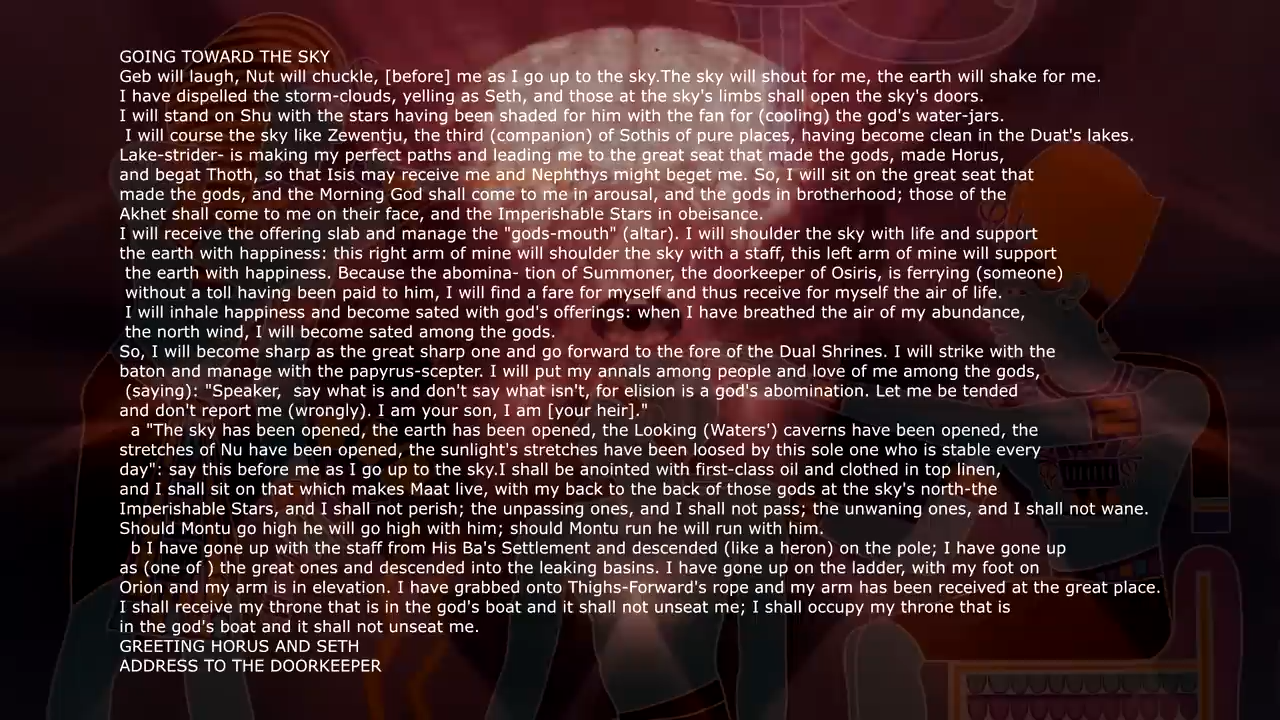 GOING TOWARD THE SKY
Geb will laugh, Nut will chuckle, [before] me as I go up to the sky.The sky will shout for me, the earth will shake for me.
I have dispelled the storm-clouds, yelling as Seth, and those at the sky's limbs shall open the sky's doors.
I will stand on Shu with the stars having been shaded for him with the fan for (cooling) the god's water-jars.
I will course the sky like Zewentju, the third (companion) of Sothis of pure places, having become clean in the Duat's lakes.
Lake-strider- is making my perfect paths and leading me to the great seat that made the gods, made Horus,
and begat Thoth, so that Isis may receive me and Nephthys might beget me. So, I will sit on the great seat that
made the gods, and the Morning God shall come to me in arousal, and the gods in brotherhood; those of the
Akhet shall come to me on their face, and the Imperishable Stars in obeisance.
I will receive the offering slab and manage the "gods-mouth" (altar). I will shoulder the sky with life and support
the earth with happiness: this right arm of mine will shoulder the sky with a staff, this left arm of mine will support
the earth with happiness. Because the abomina- tion of Summoner, the doorkeeper of Osiris, is ferrying (someone)
without a toll having been paid to him, I will find a fare for myself and thus receive for myself the air of life.
I will inhale happiness and become sated with god's offerings: when I have breathed the air of my abundance,
the north wind, I will become sated among the gods.
So, I will become sharp as the great sharp one and go forward to the fore of the Dual Shrines. I will strike with the
baton and manage with the papyrus-scepter. I will put my annals among people and love of me among the gods,
(saying): "Speaker,  say what is and don't say what isn't, for elision is a god's abomination. Let me be tended
and don't report me (wrongly). I am your son, I am [your heir]."
a "The sky has been opened, the earth has been opened, the Looking (Waters') caverns have been opened, the
stretches of Nu have been opened, the sunlight's stretches have been loosed by this sole one who is stable every
day": say this before me as I go up to the sky.I shall be anointed with first-class oil and clothed in top linen,
and I shall sit on that which makes Maat live, with my back to the back of those gods at the sky's north-the
Imperishable Stars, and I shall not perish; the unpassing ones, and I shall not pass; the unwaning ones, and I shall not wane.
Should Montu go high he will go high with him; should Montu run he will run with him.
b I have gone up with the staff from His Ba's Settlement and descended (like a heron) on the pole; I have gone up
as (one of ) the great ones and descended into the leaking basins. I have gone up on the ladder, with my foot on
Orion and my arm is in elevation. I have grabbed onto Thighs-Forward's rope and my arm has been received at the great place.
I shall receive my throne that is in the god's boat and it shall not unseat me; I shall occupy my throne that is
in the god's boat and it shall not unseat me.
GREETING HORUS AND SETH
ADDRESS TO THE DOORKEEPER